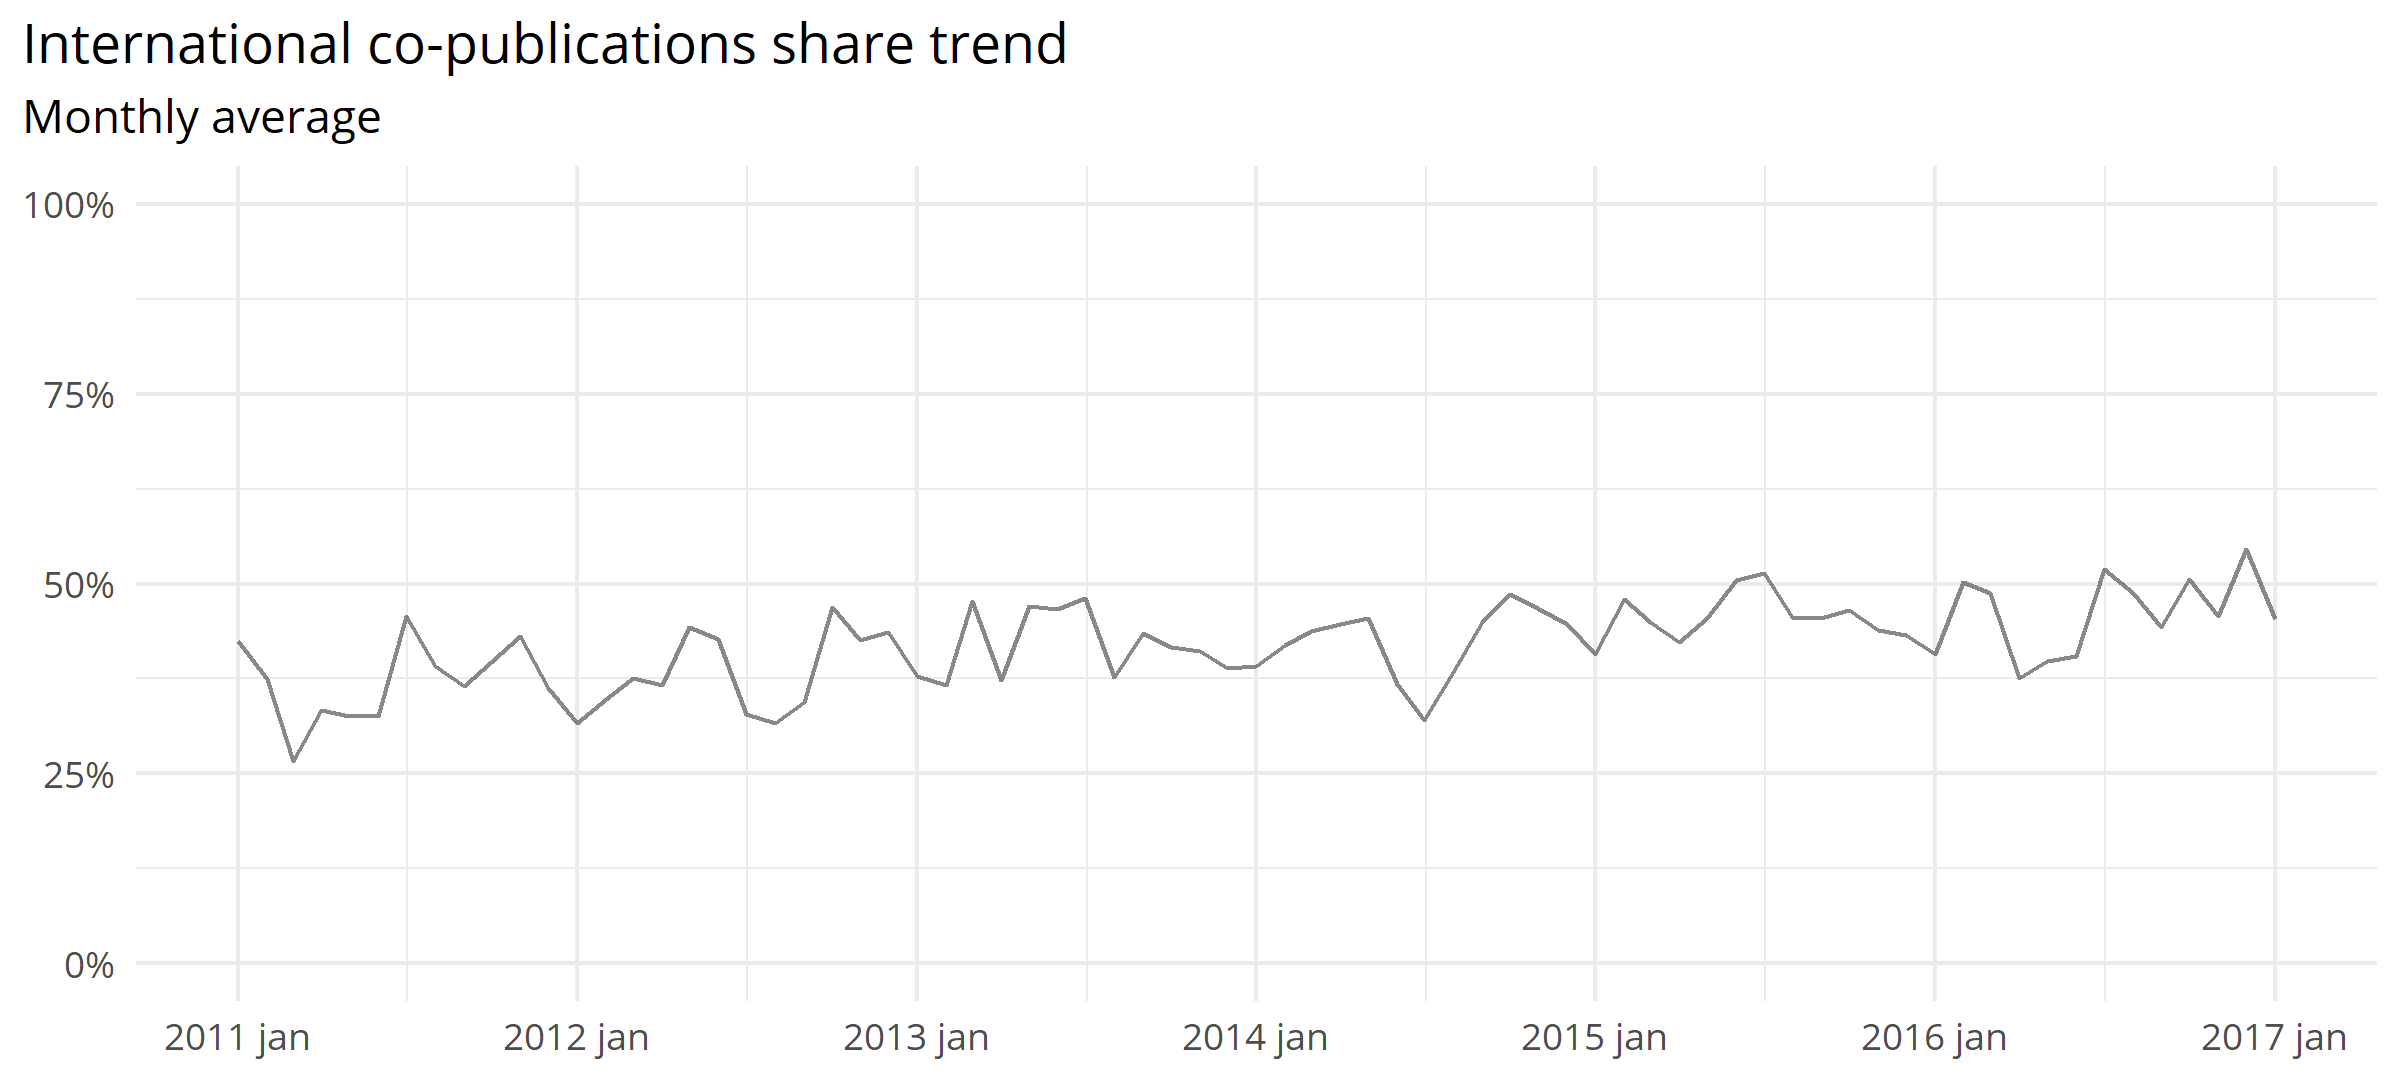 International co-publications share trend
Monthly average
100%
75%
50%
25%
0%
2011 jan 2012 jan 2013 jan 2014 jan 2015 jan 2016 jan 2017 jan